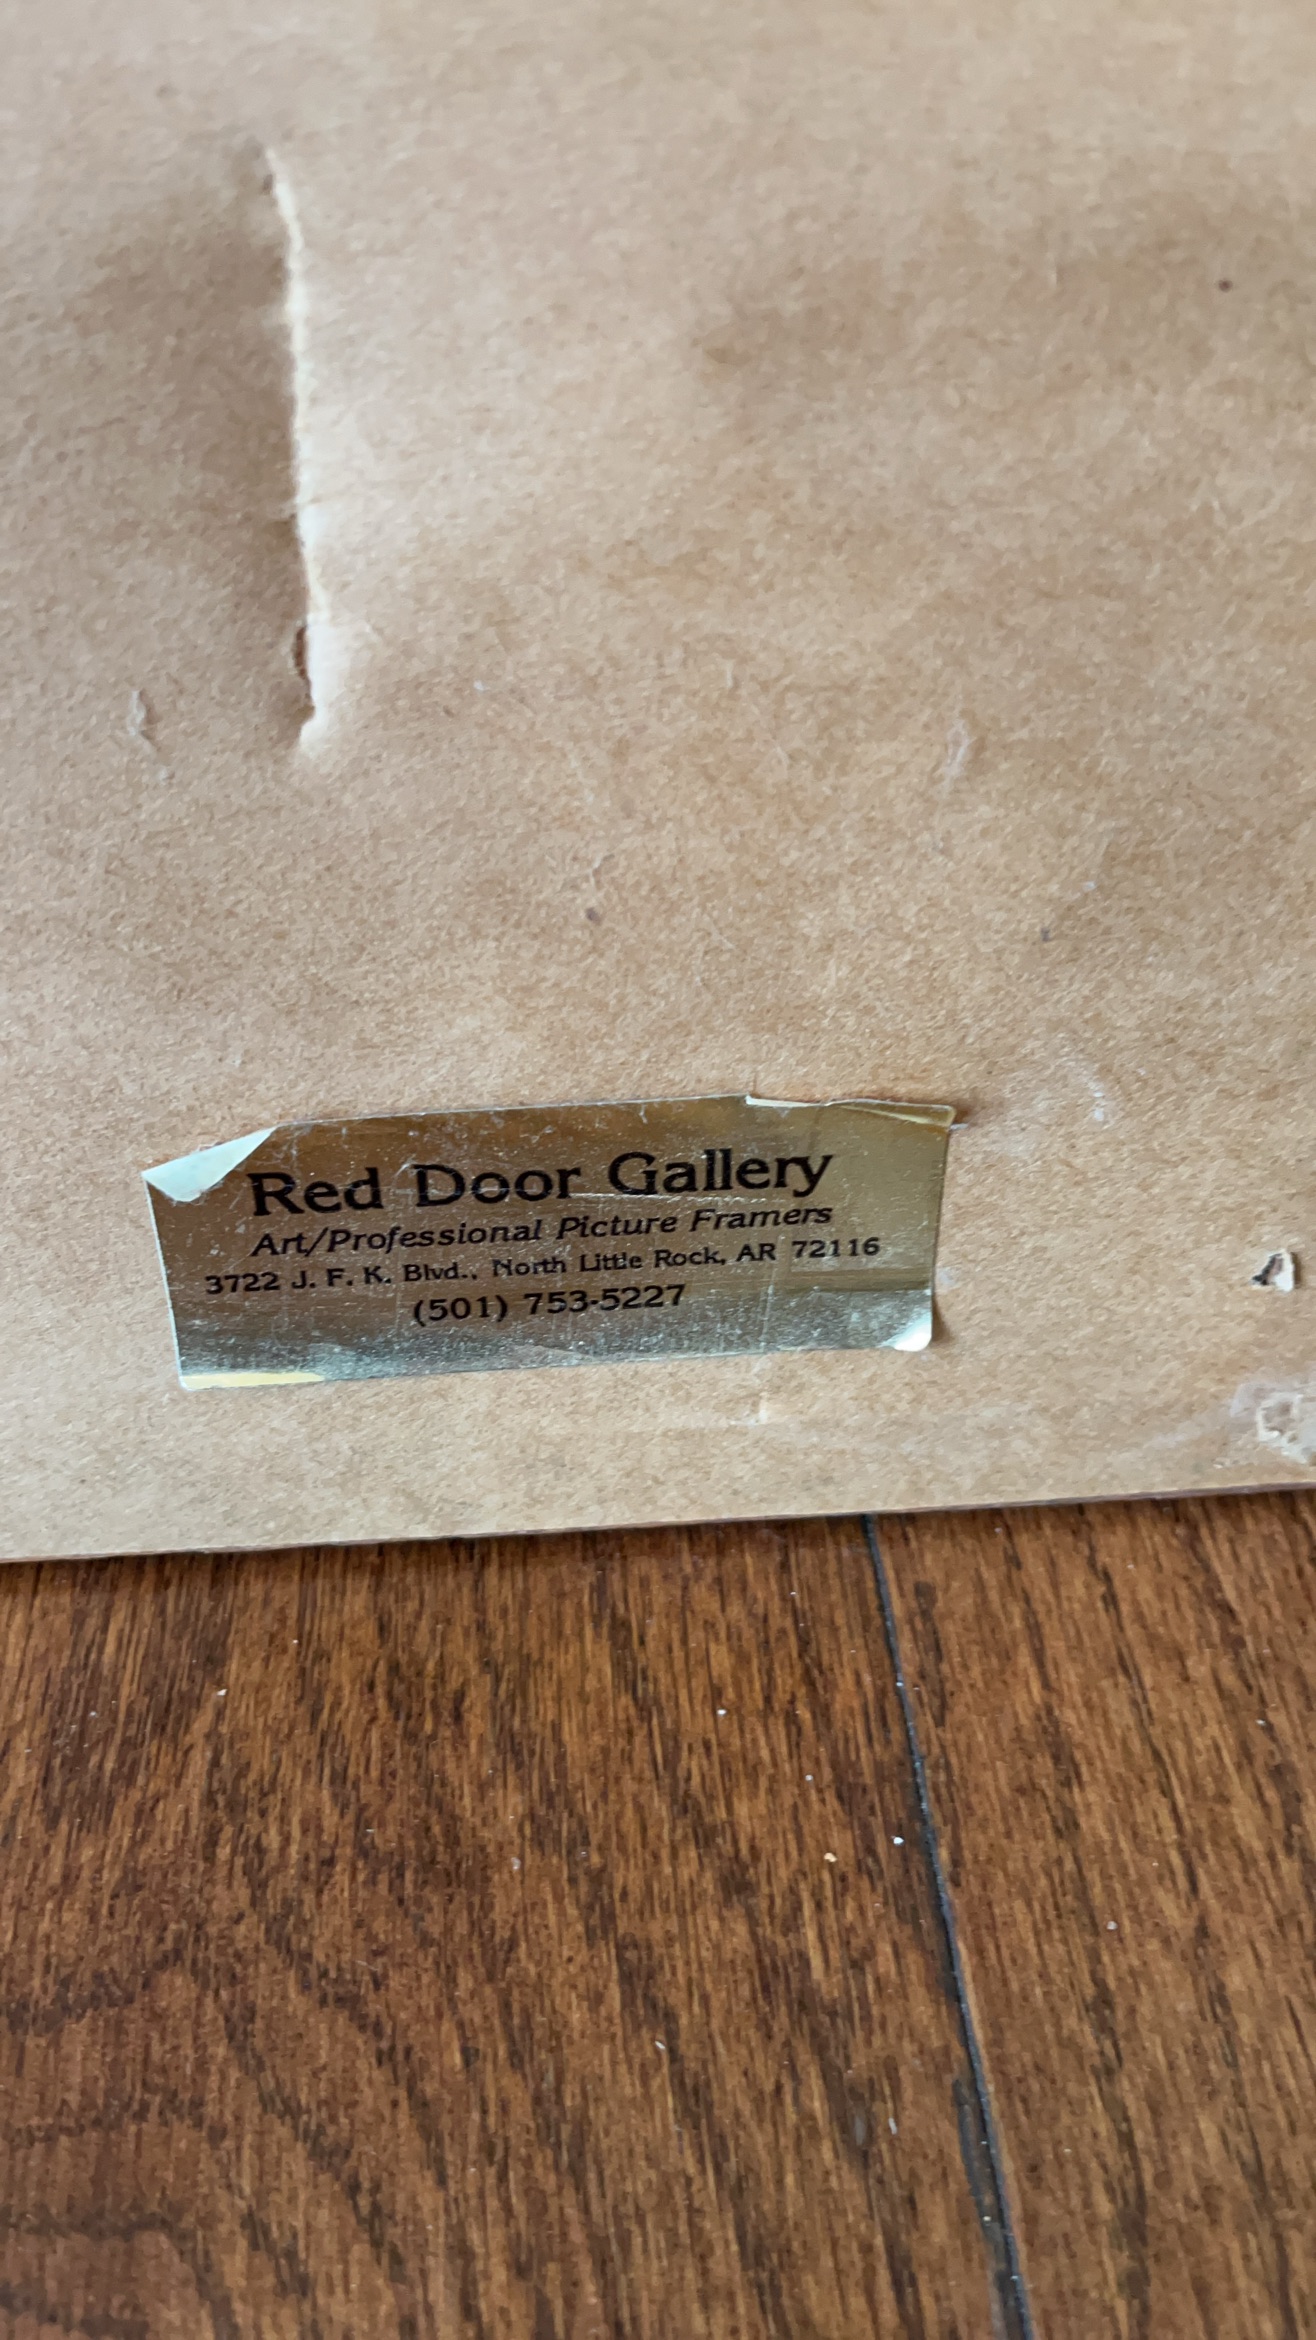 Red Door Gallery
Art/Professional Picture Framers
3722 J. F. K. Blvd., North Little Rock, AR 72116
(501) 753-5227